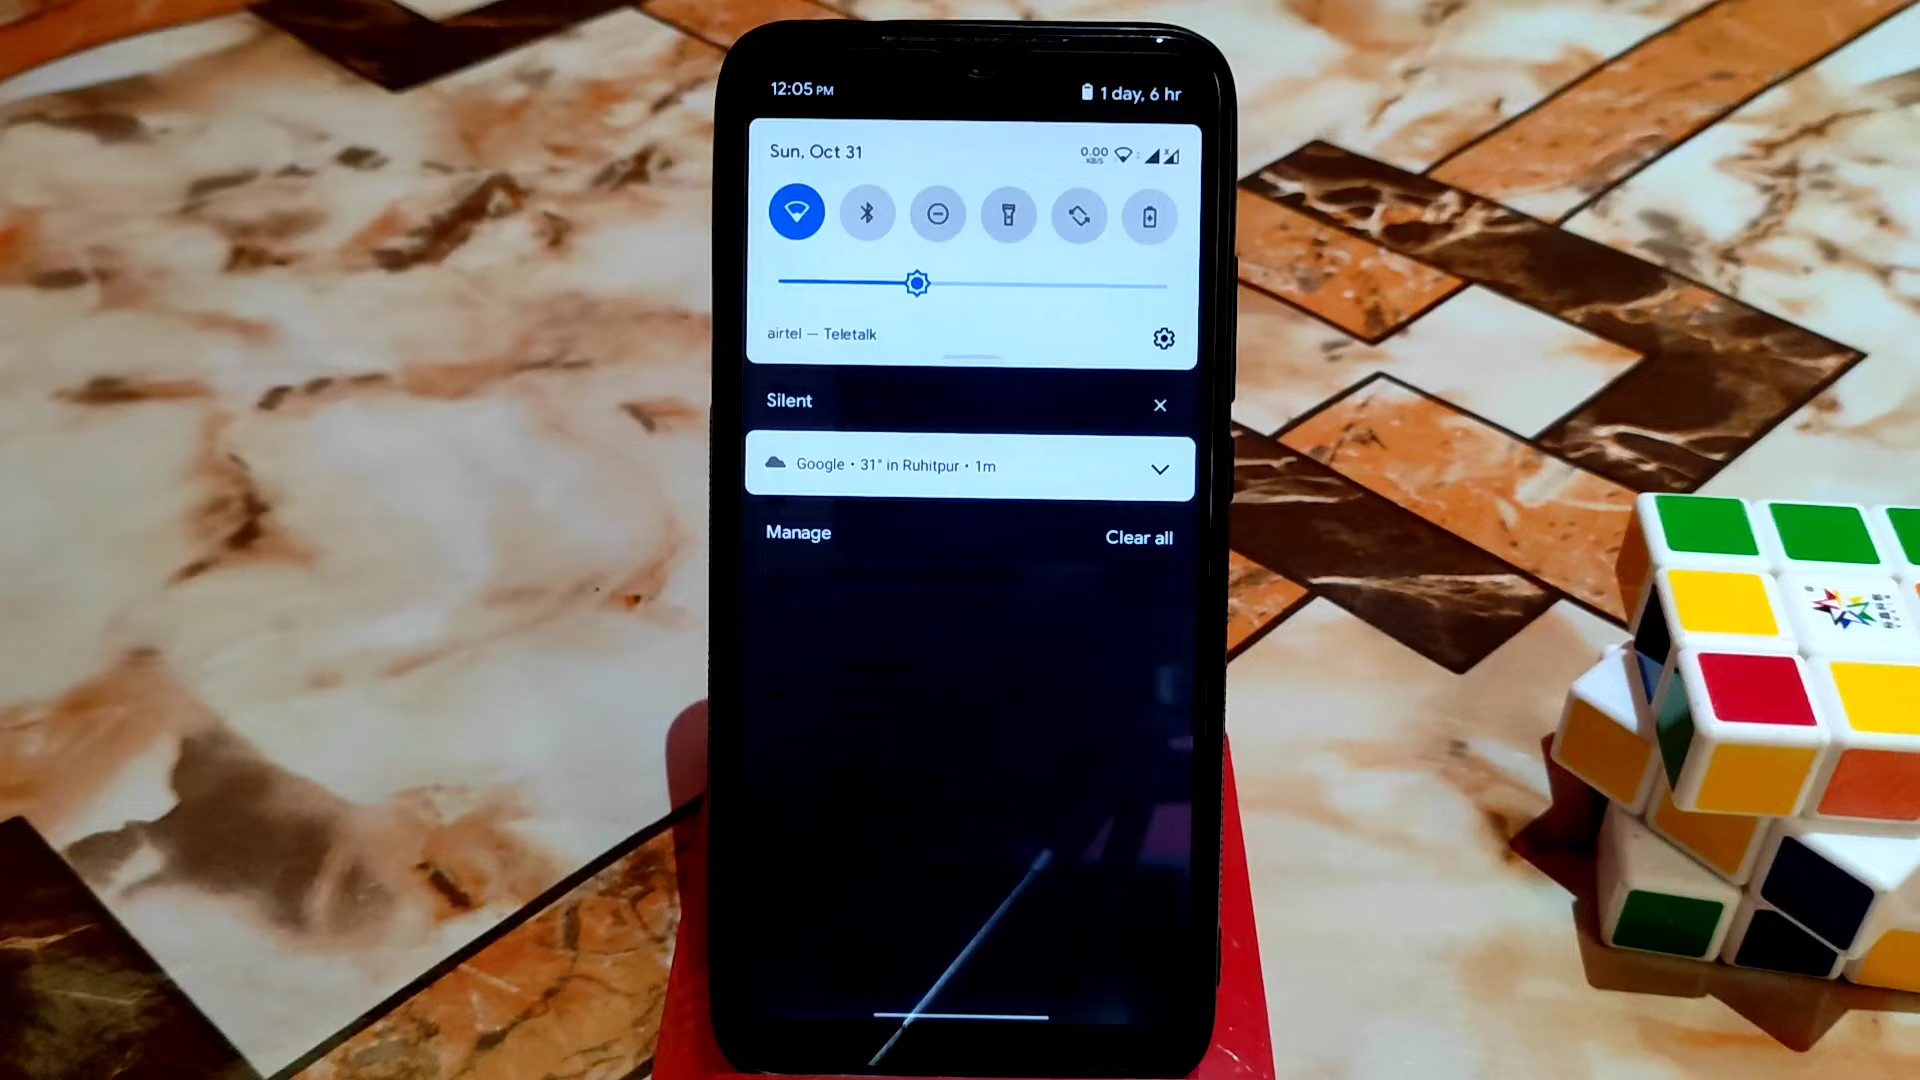 12:05 PM
1 day, 6 hr
Sun, Oct 31
0.00
KB/S
airtel — Teletalk
Silent
Google • 31° in Ruhitpur • 1m
Manage
Clear all